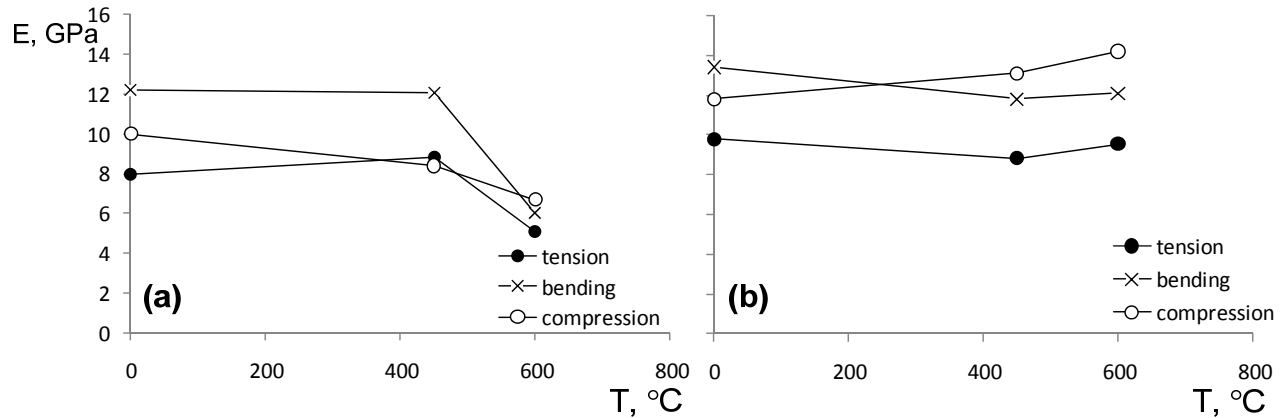 E, GPa
16
14
12
10
8
6
4
2
0
0 200 400 600 800
T, °C
(a)
tension
bending
compression
(b)
tension
bending
compression
0 200 400 600 800
T, °C